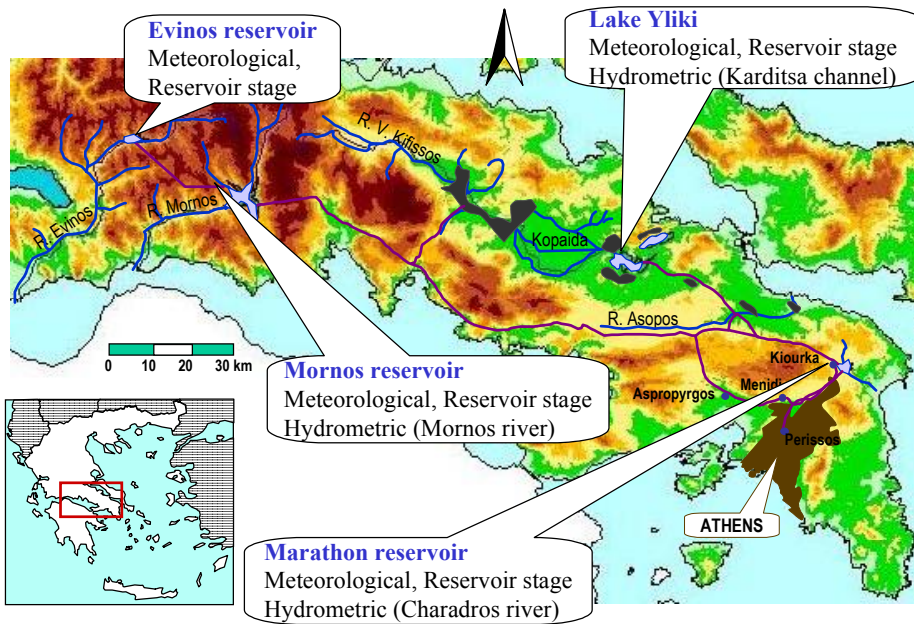 Evinos reservoir
Meteorological,
Reservoir stage
Lake Yliki
Meteorological, Reservoir stage
Hydrometric (Karditsa channel)
R. V. Kifissos
R. Evinos
R. Mornos
Kopaida
R. Asopos
0 10 20 30 km
Kiourka
Menidi
Aspropyrgos
Perissos
Mornos reservoir
Meteorological, Reservoir stage
Hydrometric (Mornos river)
ATHENS
Marathon reservoir
Meteorological, Reservoir stage
Hydrometric (Charadros river)